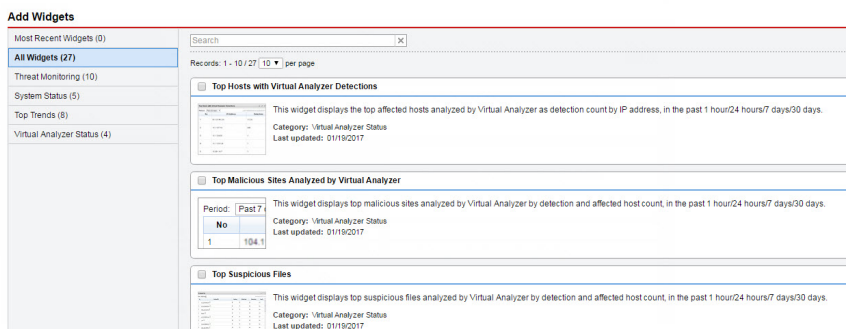 Add Widgets
Most Recent Widgets (0)
All Widgets (27)
Threat Monitoring (10)
System Status (5)
Top Trends (8)
Virtual Analyzer Status (4)
Search
Records: 1 - 10 / 27 10 per page
Top Hosts with Virtual Analyzer Detections
This widget displays the top affected hosts analyzed by Virtual Analyzer as detection count by IP address, in the past 1 hour/24 hours/7 days/30 days.
Category: Virtual Analyzer Status
Last updated: 01/19/2017
Top Malicious Sites Analyzed by Virtual Analyzer
This widget displays top malicious sites analyzed by Virtual Analyzer by detection and affected host count, in the past 1 hour/24 hours/7 days/30 days.
Period: Past 7
No
1 104.1
Category: Virtual Analyzer Status
Last updated: 01/19/2017
Top Suspicious Files
This widget displays top suspicious files analyzed by Virtual Analyzer by detection and affected host count, in the past 1 hour/24 hours/7 days/30 days.
Category: Virtual Analyzer Status
Last updated: 01/19/2017